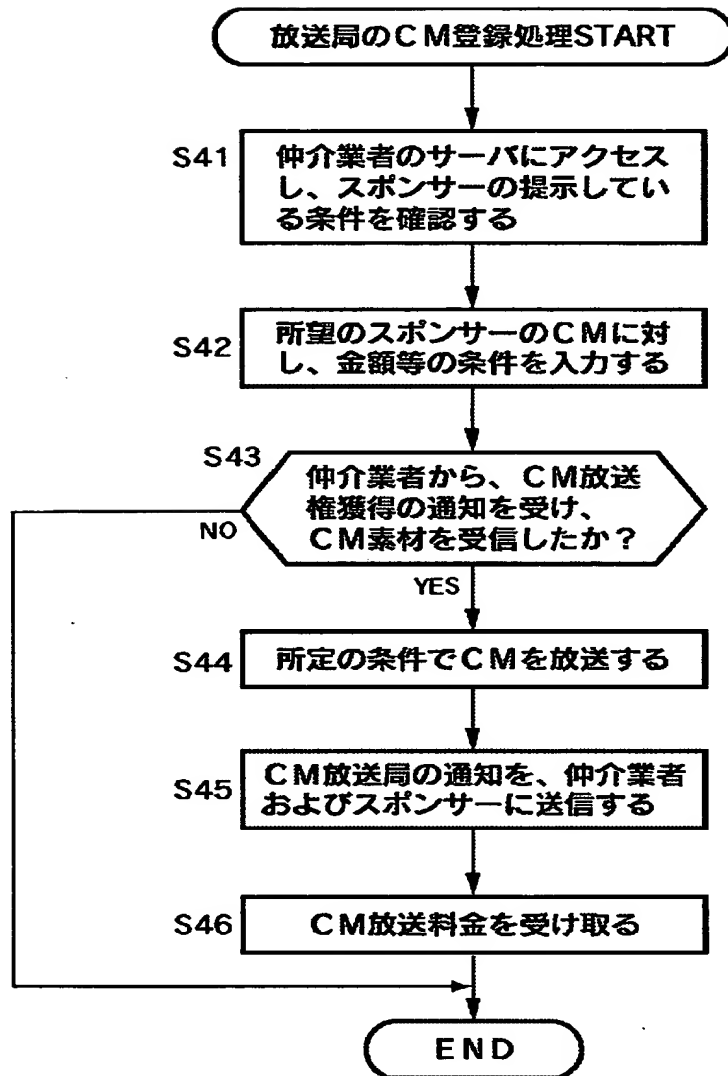 放送局のCM登録処理START
S41
仲介業者のサーバにアクセス
し、スポンサーの提示してい
る条件を確認する
S42
所望のスポンサーのCMに対
し、金額等の条件を入力する
S43
仲介業者から、CM放送
権獲得の通知を受け、
CM素材を受信したか？
NO
YES
S44
所定の条件でCMを放送する
S45
CM放送局の通知を、仲介業者
およびスポンサーに送信する
S46
CM放送料金を受け取る
END